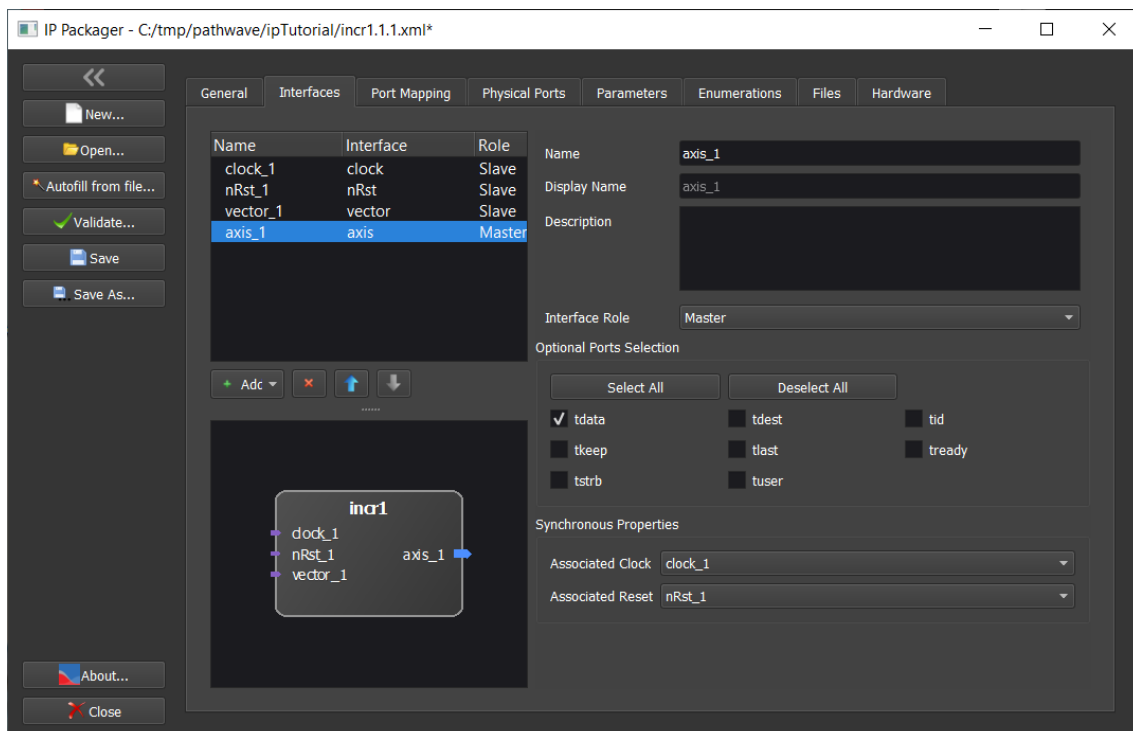 IP Packager - C:/tmp/pathwave/ipTutorial/incr1.1.1.xml*
New...
Open...
Autofill from file...
Validate...
Save
Save As...
About...
Close
General Interfaces Port Mapping Physical Ports Parameters Enumerations Files Hardware
Name Interface Role
clock_1 clock Slave
nRst_1 nRst Slave
vector_1 vector Slave
axis_1 axis Master
Add
incr1
clock_1
nRst_1 axis_1
vector_1
Name axis_1
Display Name axis_1
Description
Interface Role Master
Optional Ports Selection
Select All Deselect All
tdata tdest tid
tkeep tlast tready
tstrb tuser
Synchronous Properties
Associated Clock clock_1
Associated Reset nRst_1